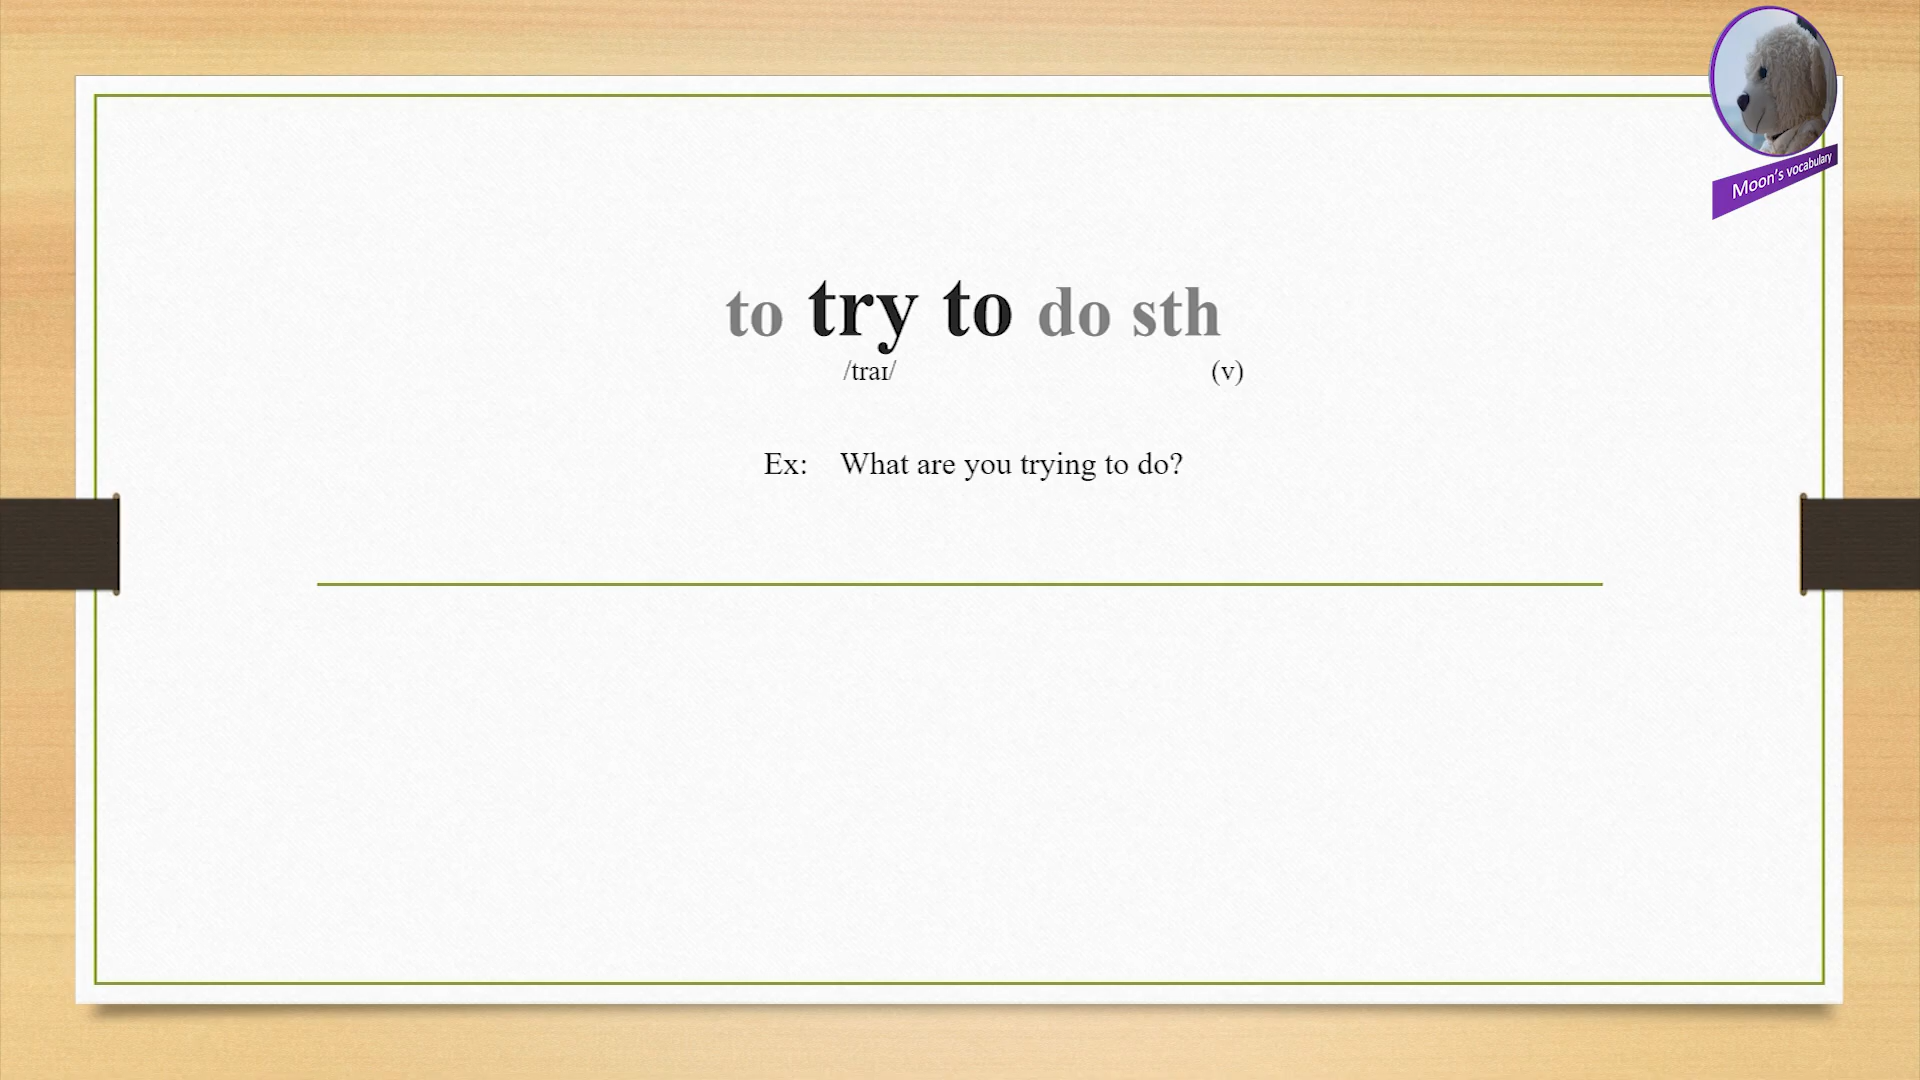 Moon's vocabulary
to try to do sth
/traɪ/ (v)
Ex: What are you trying to do?